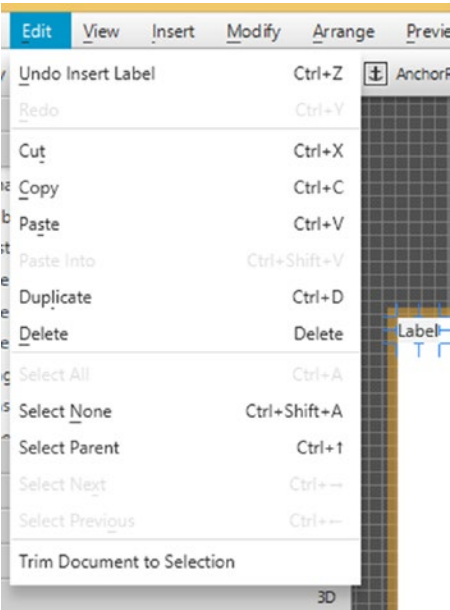 Edit View Insert Modify Arrange Previe
Undo Insert Label Ctrl+Z AnchorP
Redo Ctrl+Y
Cut Ctrl+X
Copy Ctrl+C
Paste Ctrl+V
Paste Into Ctrl+Shift+V
Duplicate Ctrl+D
Delete Delete Label
Select All Ctrl+A
Select None Ctrl+Shift+A
Select Parent Ctrl+↑
Select Next Ctrl+→
Select Previous Ctrl+←
Trim Document to Selection
3D